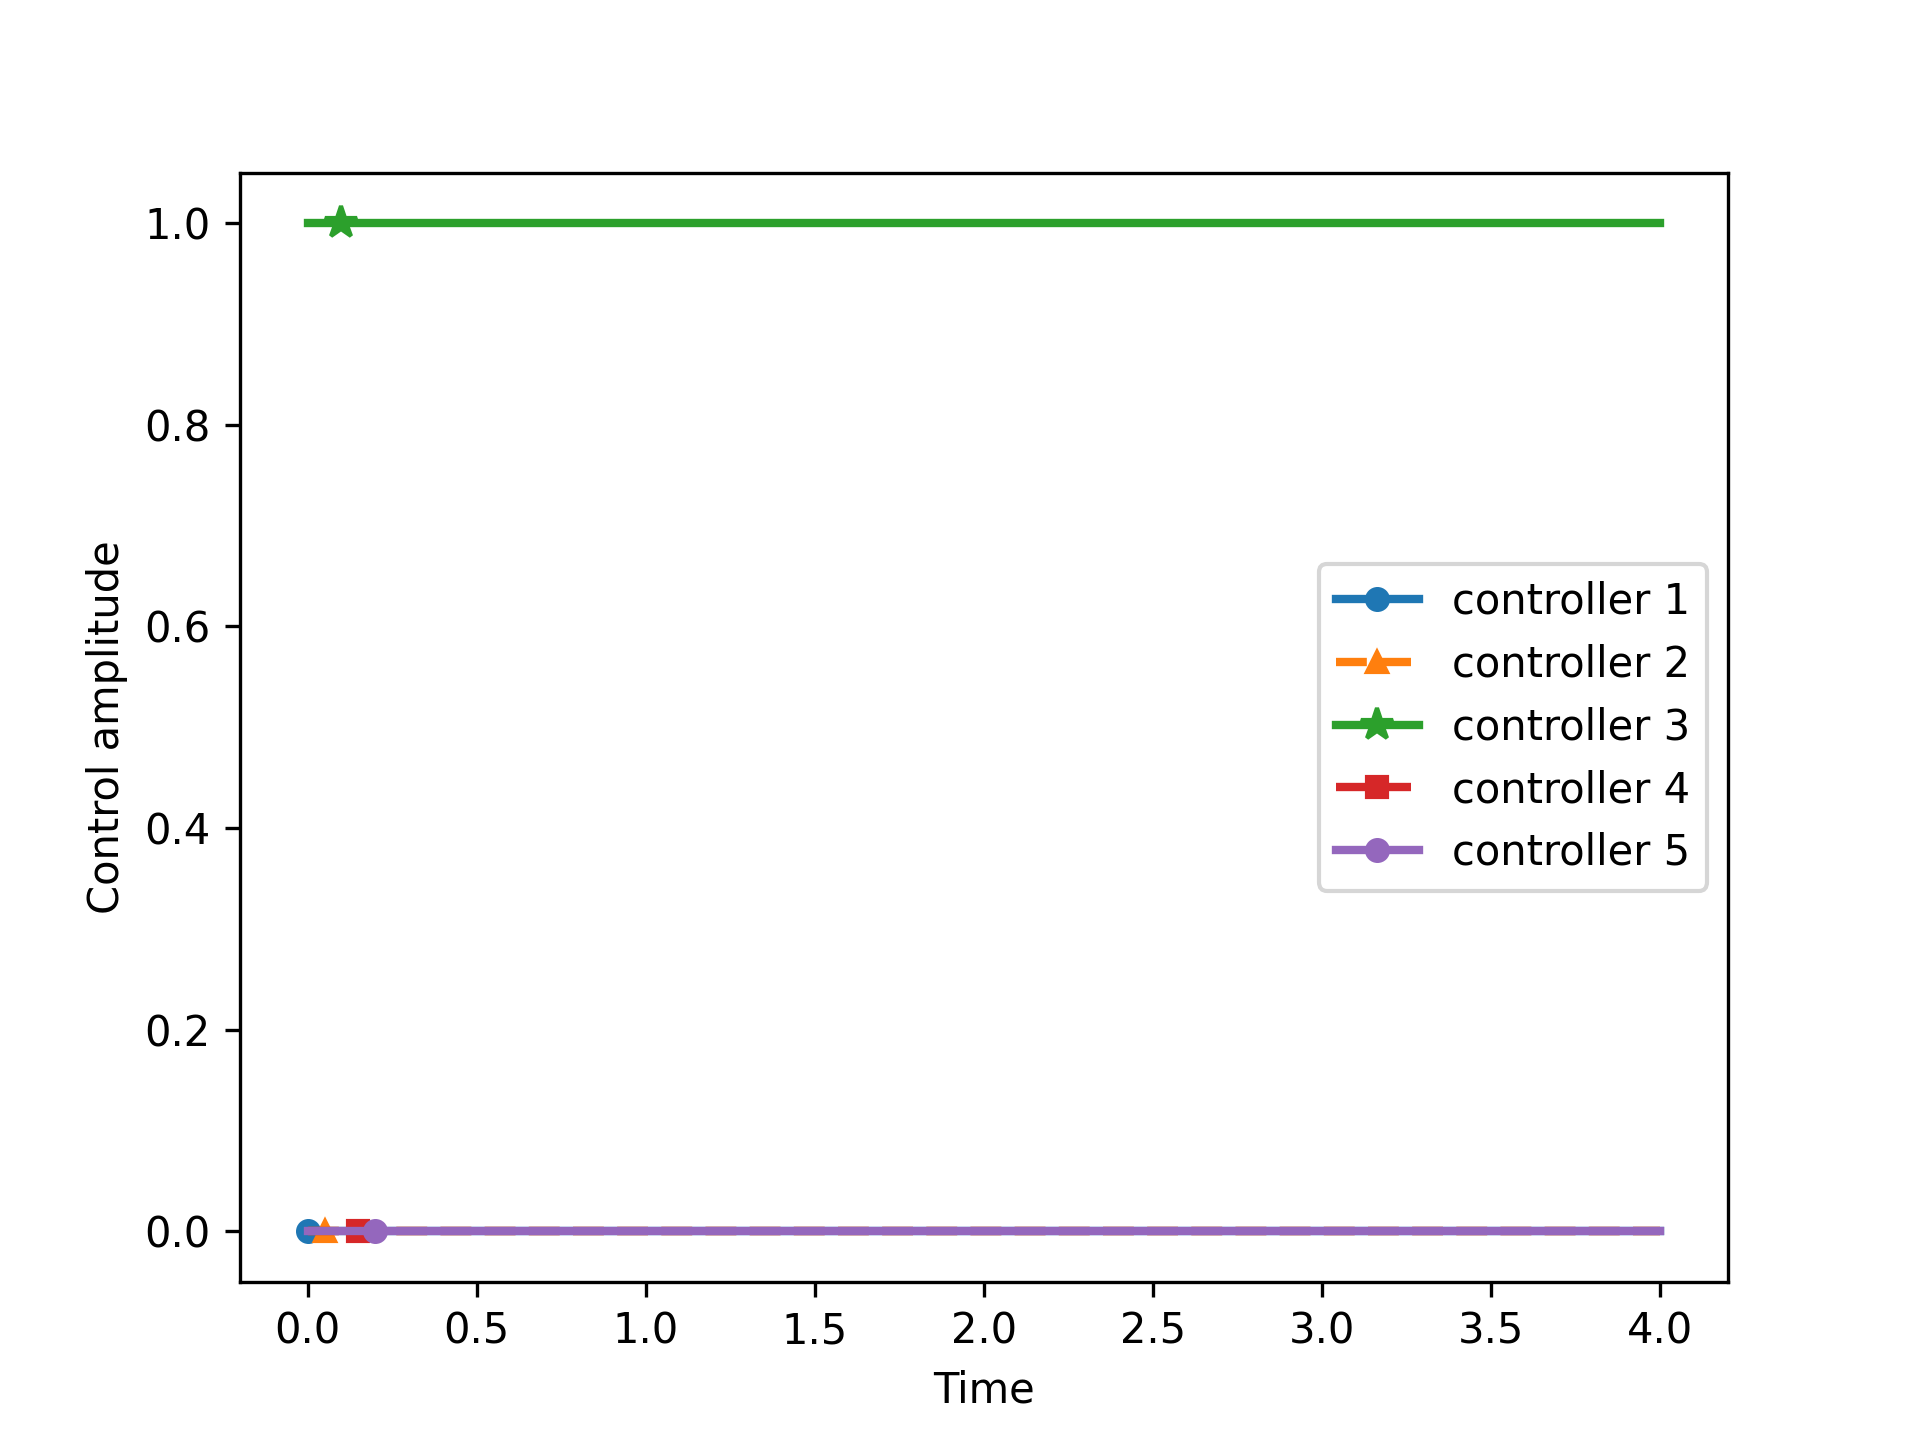 1.0
0.8
0.6
0.4
0.2
0.0
Control amplitude
controller 1
controller 2
controller 3
controller 4
controller 5
0.0 0.5 1.0 1.5 2.0 2.5 3.0 3.5 4.0
Time